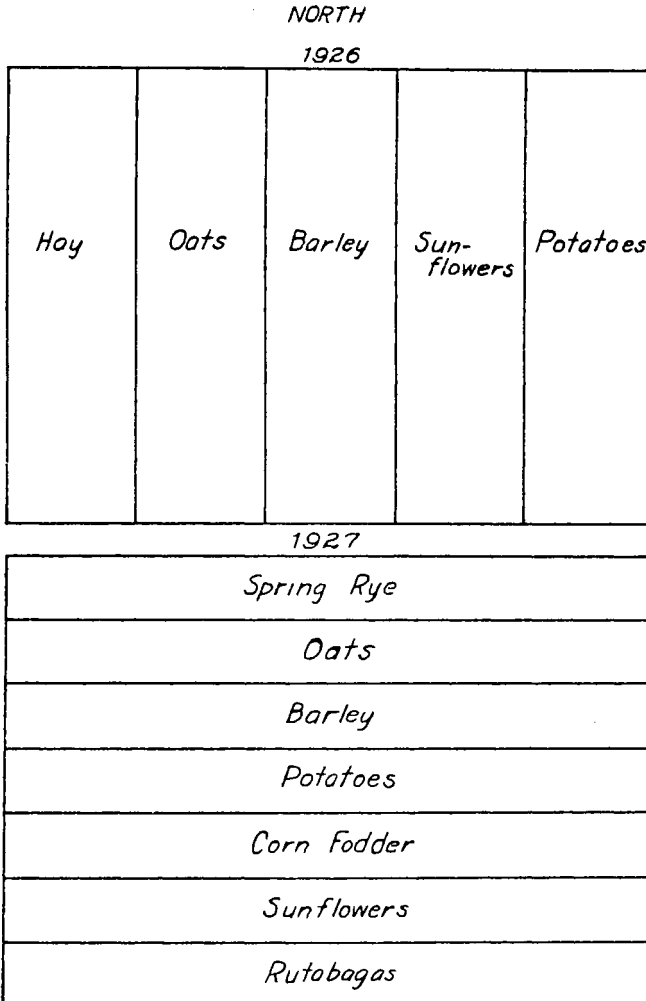 NORTH
1926
Hay Oats Barley Sun- Potatoes
flowers
1927
Spring Rye
Oats
Barley
Potatoes
Corn Fodder
Sunflowers
Rutabagas